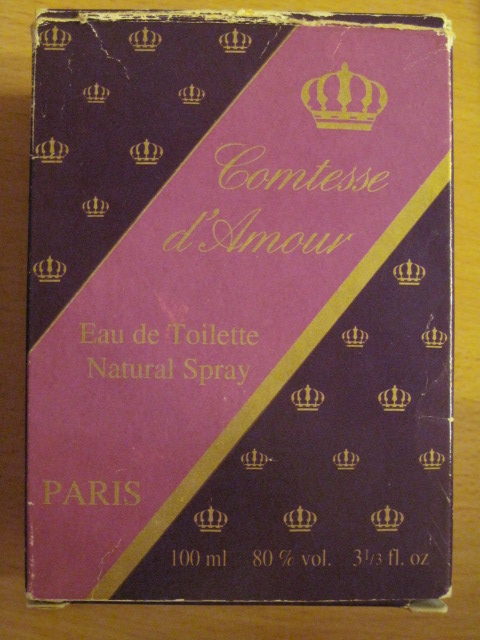 Comtesse
d'Amour
Eau de Toilette
Natural Spray
PARIS
100 ml 80 % vol. 3 1/3 fl. oz